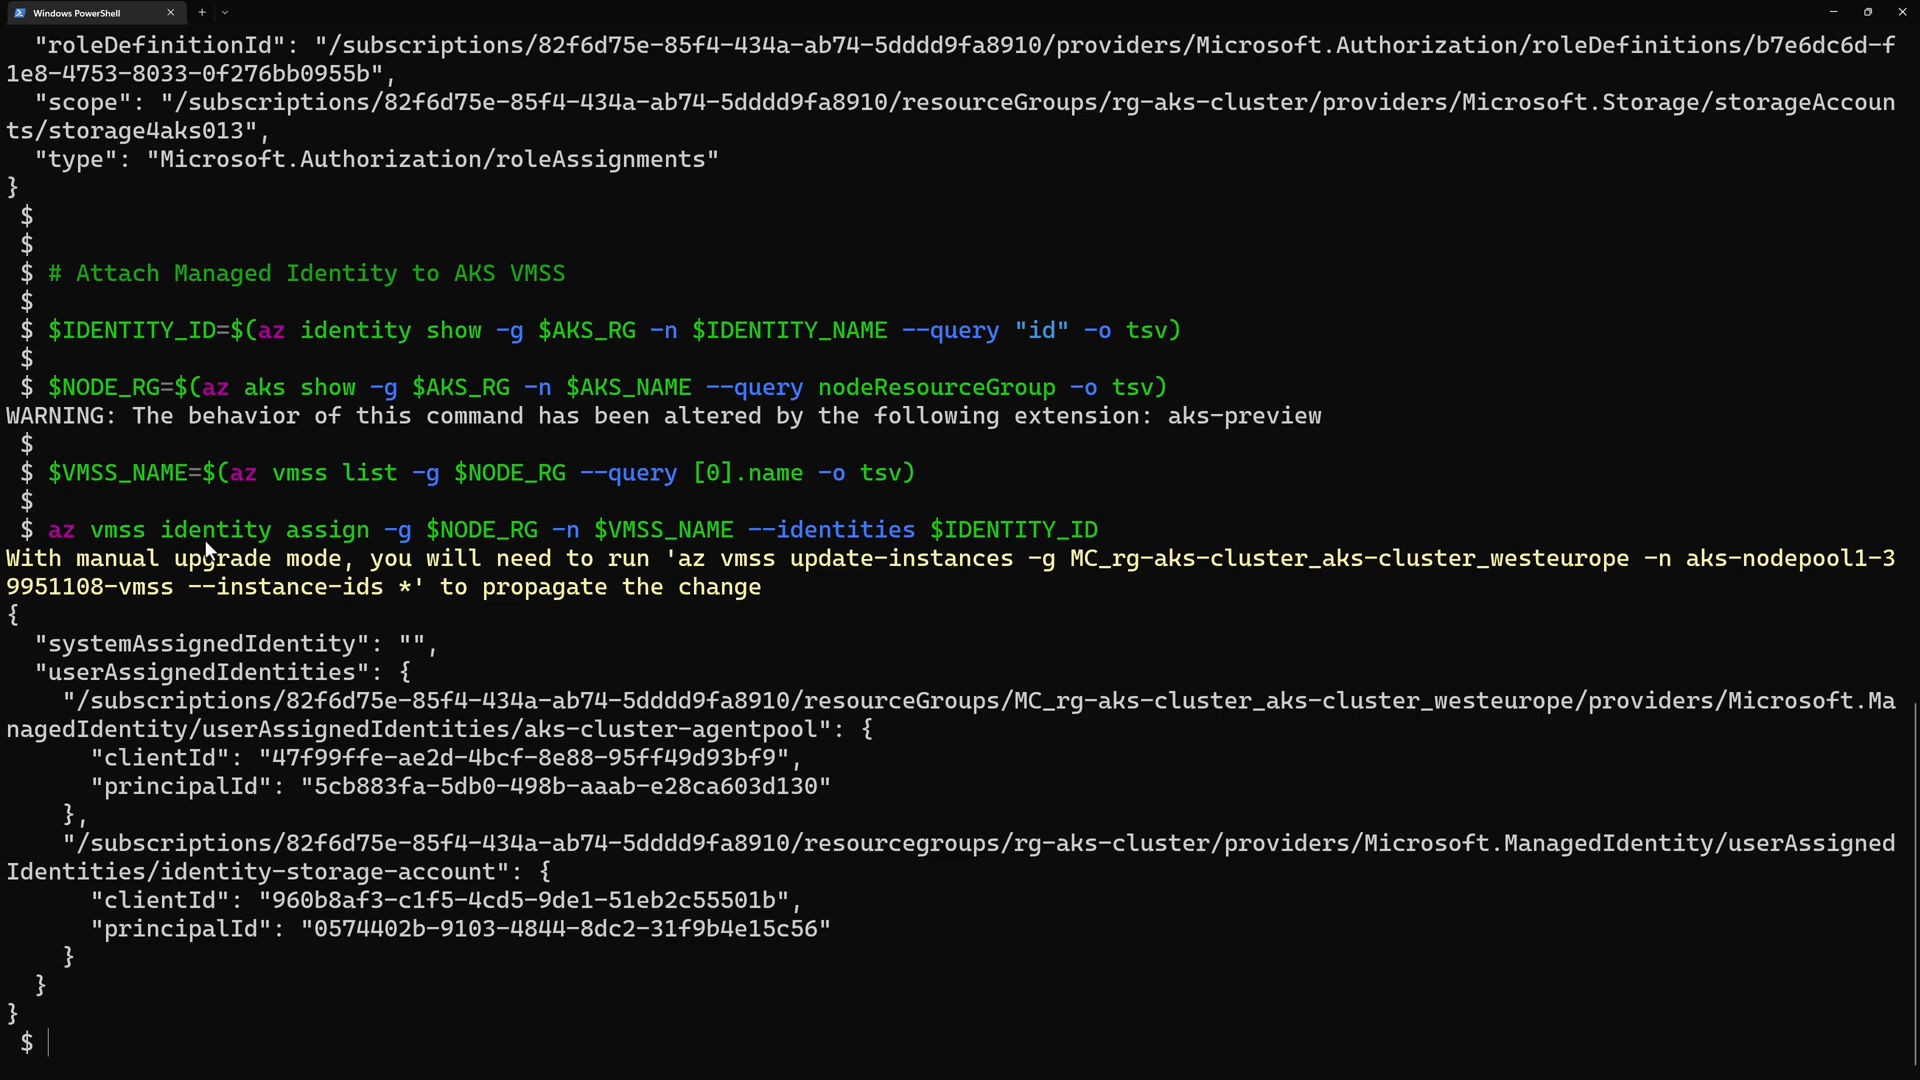 Windows PowerShell
"roleDefinitionId": "/subscriptions/82f6d75e-85f4-434a-ab74-5dddd9fa8910/providers/Microsoft.Authorization/roleDefinitions/b7e6dc6d-f
1e8-4753-8033-0f276bb0955b",
"scope": "/subscriptions/82f6d75e-85f4-434a-ab74-5dddd9fa8910/resourceGroups/rg-aks-cluster/providers/Microsoft.Storage/storageAccoun
ts/storage4aks013",
"type": "Microsoft.Authorization/roleAssignments"
}
$
$
$ # Attach Managed Identity to AKS VMSS
$
$ $IDENTITY_ID=$(az identity show -g $AKS_RG -n $IDENTITY_NAME --query "id" -o tsv)
$
$ $NODE_RG=$(az aks show -g $AKS_RG -n $AKS_NAME --query nodeResourceGroup -o tsv)
WARNING: The behavior of this command has been altered by the following extension: aks-preview
$
$ $VMSS_NAME=$(az vmss list -g $NODE_RG --query [0].name -o tsv)
$
$ az vmss identity assign -g $NODE_RG -n $VMSS_NAME --identities $IDENTITY_ID
With manual upgrade mode, you will need to run 'az vmss update-instances -g MC_rg-aks-cluster_aks-cluster_westeurope -n aks-nodepool1-3
9951108-vmss --instance-ids *' to propagate the change
{
"systemAssignedIdentity": "",
"userAssignedIdentities": {
"/subscriptions/82f6d75e-85f4-434a-ab74-5dddd9fa8910/resourceGroups/MC_rg-aks-cluster_aks-cluster_westeurope/providers/Microsoft.Ma
nagedIdentity/userAssignedIdentities/aks-cluster-agentpool": {
"clientId": "47f99ffe-ae2d-4bcf-8e88-95ff49d93bf9",
"principalId": "5cb883fa-5db0-498b-aaab-e28ca603d130"
},
"/subscriptions/82f6d75e-85f4-434a-ab74-5dddd9fa8910/resourcegroups/rg-aks-cluster/providers/Microsoft.ManagedIdentity/userAssigned
Identities/identity-storage-account": {
"clientId": "960b8af3-c1f5-4cd5-9de1-51eb2c55501b",
"principalId": "0574402b-9103-4844-8dc2-31f9b4e15c56"
}
}
}
$